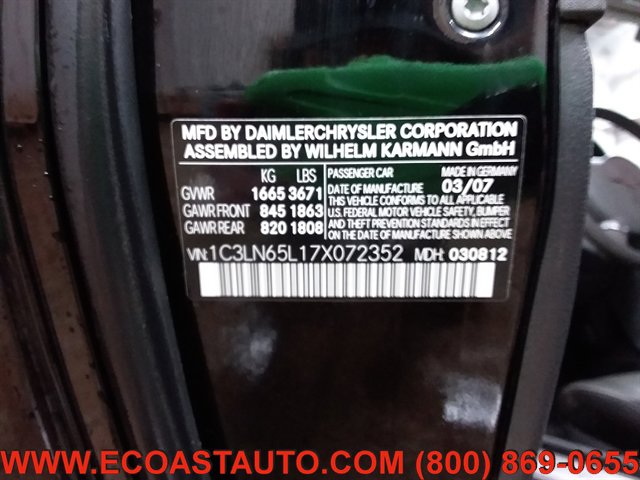 MFD BY DAIMLERCHRYSLER CORPORATION
ASSEMBLED BY WILHELM KARMANN GmbH
KG LBS
GVWR 1665 3671
GAWR FRONT 845 1863
GAWR REAR 820 1808
PASSENGER CAR MADE IN GERMANY
DATE OF MANUFACTURE 03/07
THIS VEHICLE CONFORMS TO ALL APPLICABLE
U.S. FEDERAL MOTOR VEHICLE SAFETY, BUMPER
AND THEFT PREVENTION STANDARDS IN EFFECT
ON THE DATE OF MANUFACTURE SHOWN ABOVE.
VIN:1C3LN65L17X072352 MDH: 030812
WWW.ECOASTAUTO.COM (800) 869-0655